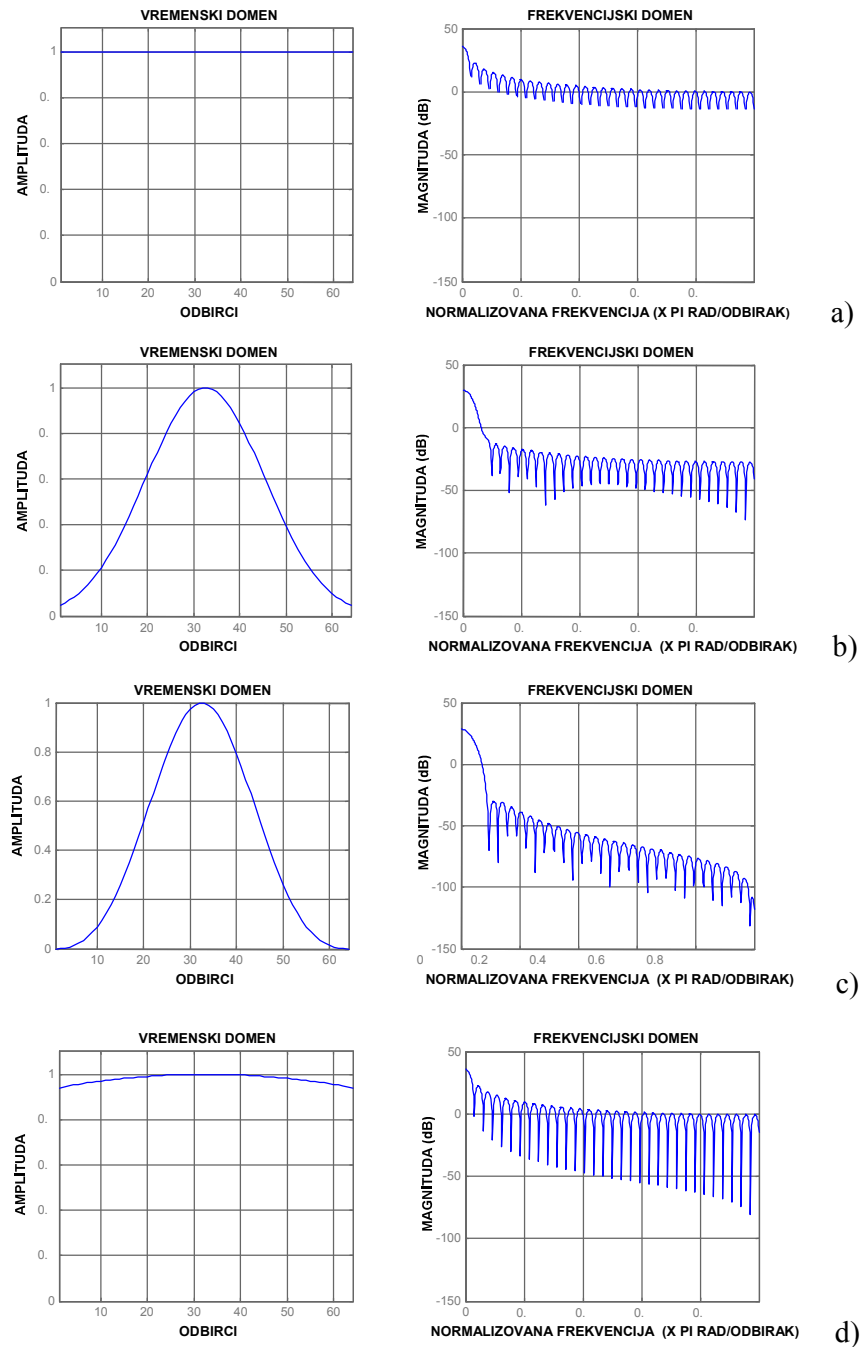 VREMENSKI DOMEN
1
0.
0.
0.
0.
0
AMPLITUDA
10 20 30 40 50 60
ODBIRCI
FREKVENCIJSKI DOMEN
50
0
-50
-100
-150
MAGNITUDA (dB)
0 0. 0. 0. 0.
NORMALIZOVANA FREKVENCIJA (X PI RAD/ODBIRAK)
a)
VREMENSKI DOMEN
1
0.
0.
0.
0.
0
AMPLITUDA
10 20 30 40 50 60
ODBIRCI
FREKVENCIJSKI DOMEN
50
0
-50
-100
-150
MAGNITUDA (dB)
0 0. 0. 0. 0.
NORMALIZOVANA FREKVENCIJA (X PI RAD/ODBIRAK)
b)
VREMENSKI DOMEN
1
0.8
0.6
0.4
0.2
0
AMPLITUDA
10 20 30 40 50 60
ODBIRCI
FREKVENCIJSKI DOMEN
50
0
-50
-100
-150
MAGNITUDA (dB)
0 0.2 0.4 0.6 0.8
NORMALIZOVANA FREKVENCIJA (X PI RAD/ODBIRAK)
c)
VREMENSKI DOMEN
1
0.
0.
0.
0.
0
AMPLITUDA
10 20 30 40 50 60
ODBIRCI
FREKVENCIJSKI DOMEN
50
0
-50
-100
-150
MAGNITUDA (dB)
0 0. 0. 0. 0.
NORMALIZOVANA FREKVENCIJA (X PI RAD/ODBIRAK)
d)